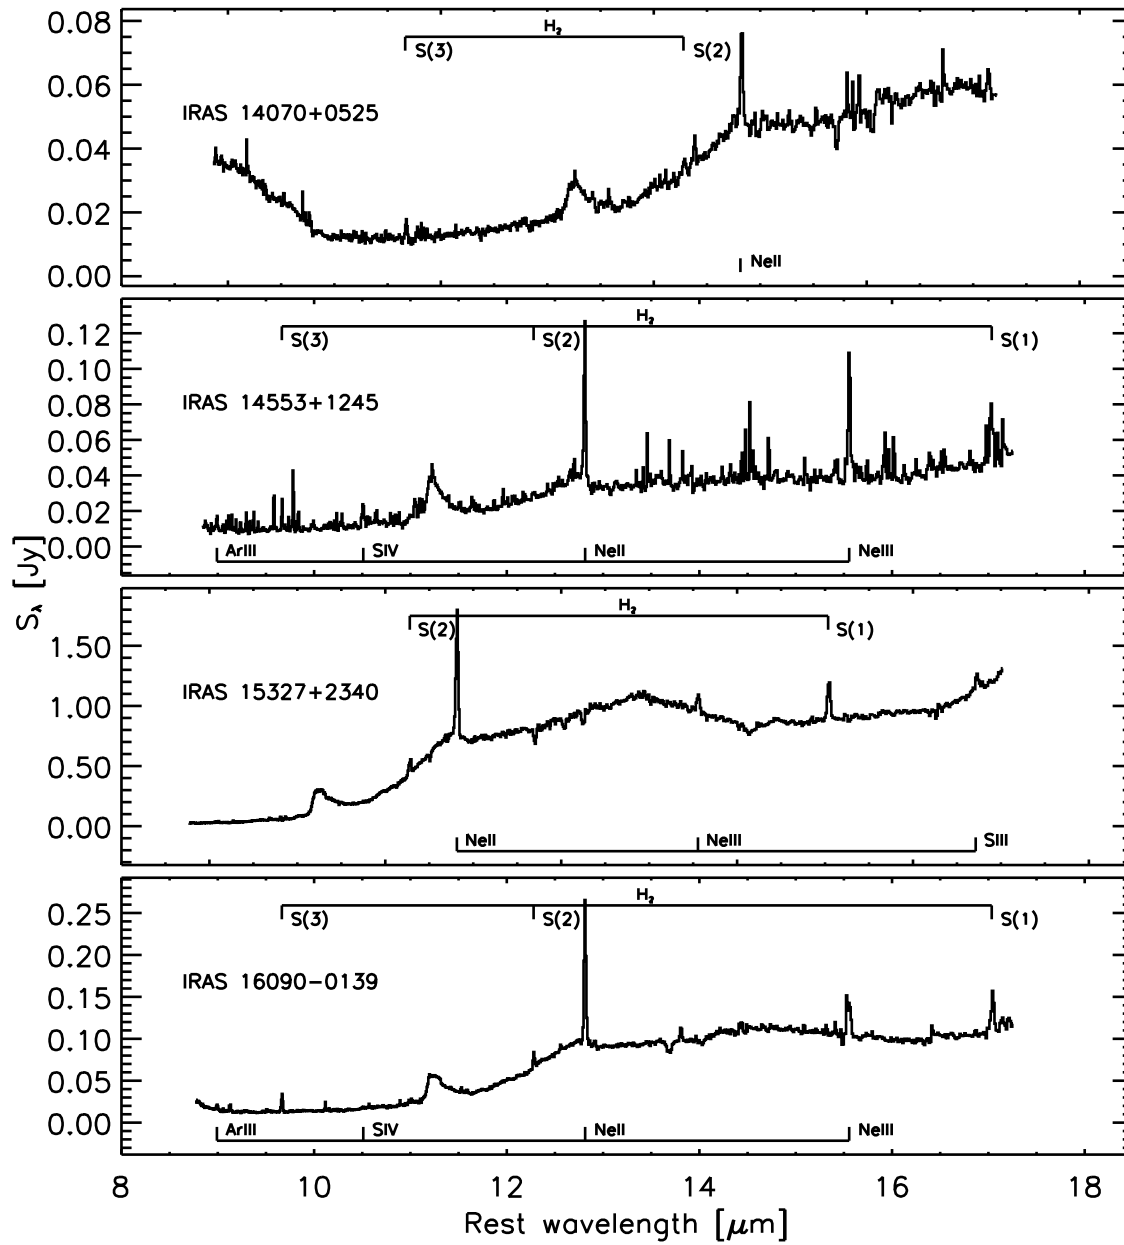 0.08
0.06
0.04
0.02
0.00
H₂
S(3)
S(2)
IRAS 14070+0525
NeII
0.12
0.10
0.08
0.06
0.04
0.02
0.00
H₂
S(3)
S(2)
S(1)
IRAS 14553+1245
ArIII
SIV
NeII
NeIII
Sλ [Jy]
1.50
1.00
0.50
0.00
H₂
S(2)
S(1)
IRAS 15327+2340
NeII
NeIII
SIII
0.25
0.20
0.15
0.10
0.05
0.00
H₂
S(3)
S(2)
S(1)
IRAS 16090−0139
ArIII
SIV
NeII
NeIII
8 10 12 14 16 18
Rest wavelength [μm]